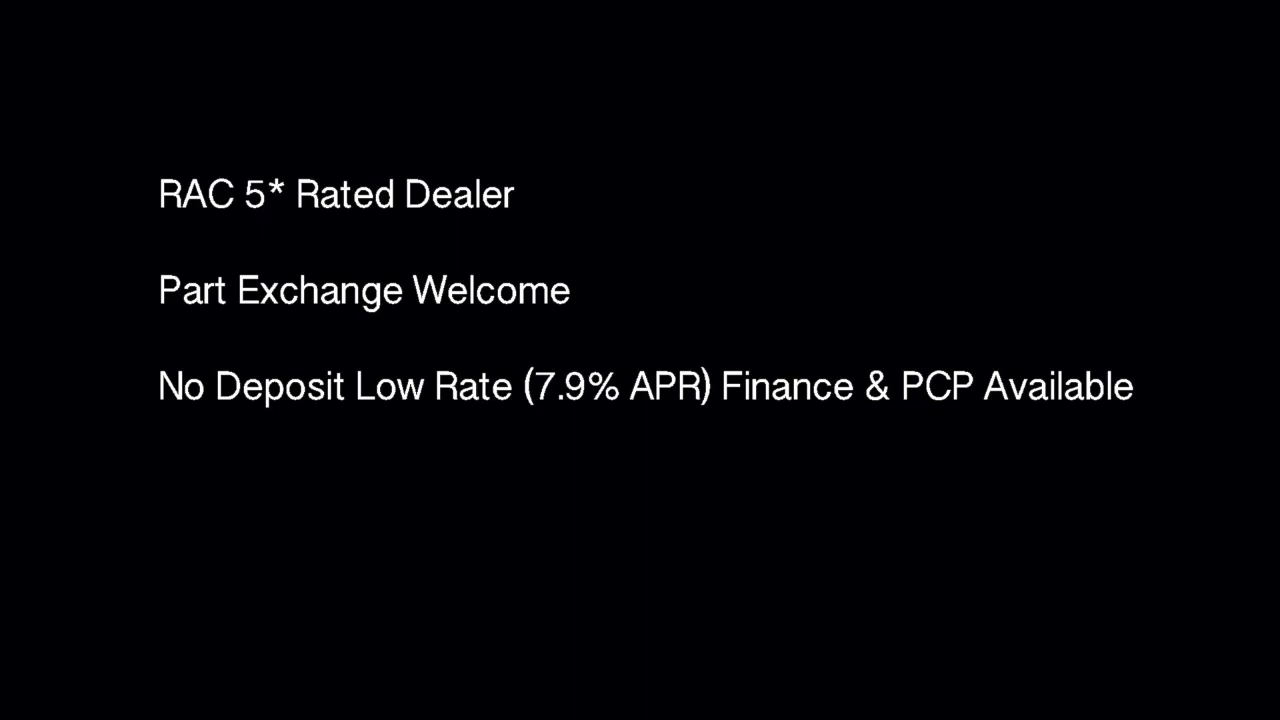 RAC 5* Rated Dealer
Part Exchange Welcome
No Deposit Low Rate (7.9% APR) Finance & PCP Available